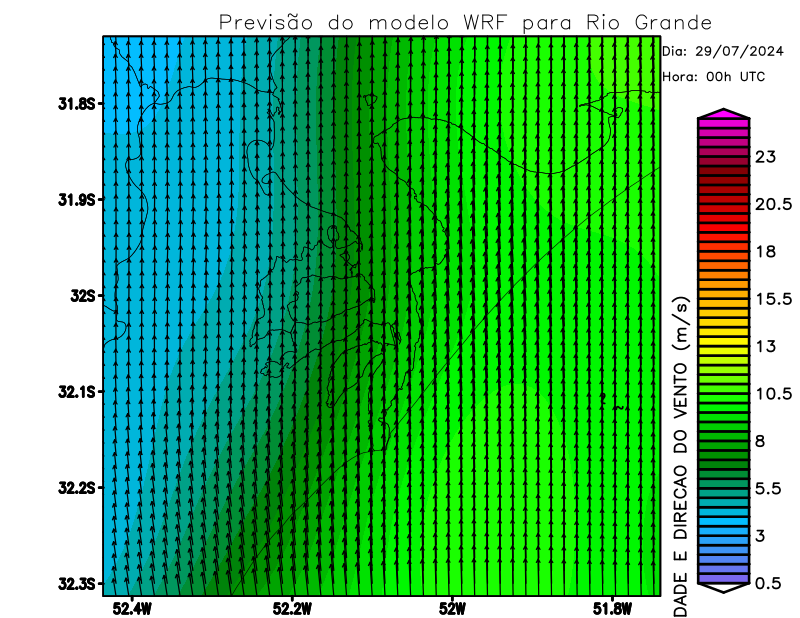 Previsão do modelo WRF para Rio Grande
Dia: 29/07/2024
Hora: 00h UTC
31.8S
31.9S
32S
32.1S
32.2S
32.3S
52.4W
52.2W
52W
51.8W
23
20.5
18
15.5
13
10.5
8
5.5
3
0.5
DADE E DIRECAO DO VENTO (m/s)